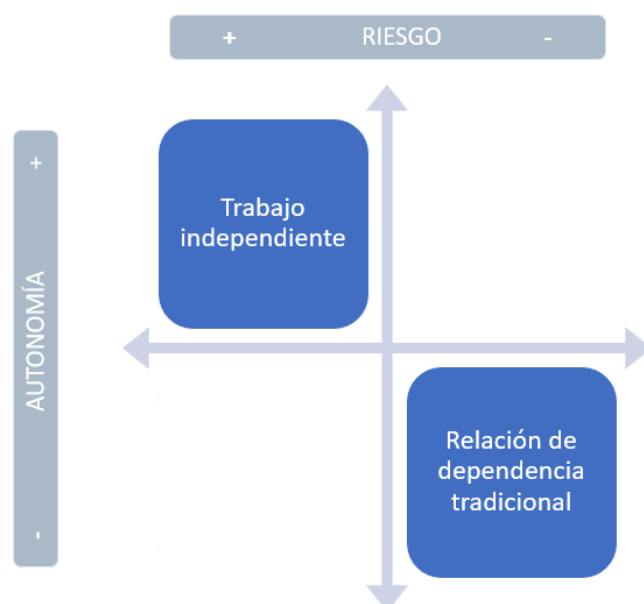 + RIESGO -
+
AUTONOMÍA
-
Trabajo
independiente
Relación de
dependencia
tradicional